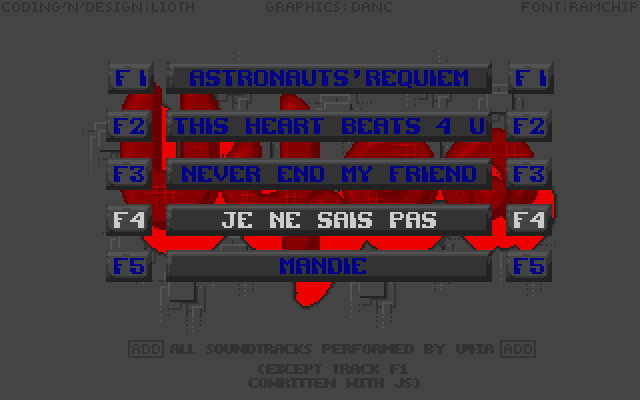 CODING'N'DESIGN:LIOTH GRAPHICS:DANC FONT:RAMCHIP
F1 ASTRONAUTS'REQUIEM F1
F2 THIS HEART BEATS 4 U F2
F3 NEVER END MY FRIEND F3
F4 JE NE SAIS PAS F4
F5 MANDIE F5
ADD ALL SOUNDTRACKS PERFORMED BY ADD
(EXCEPT TRACK F1
COWRITTEN WITH JS)